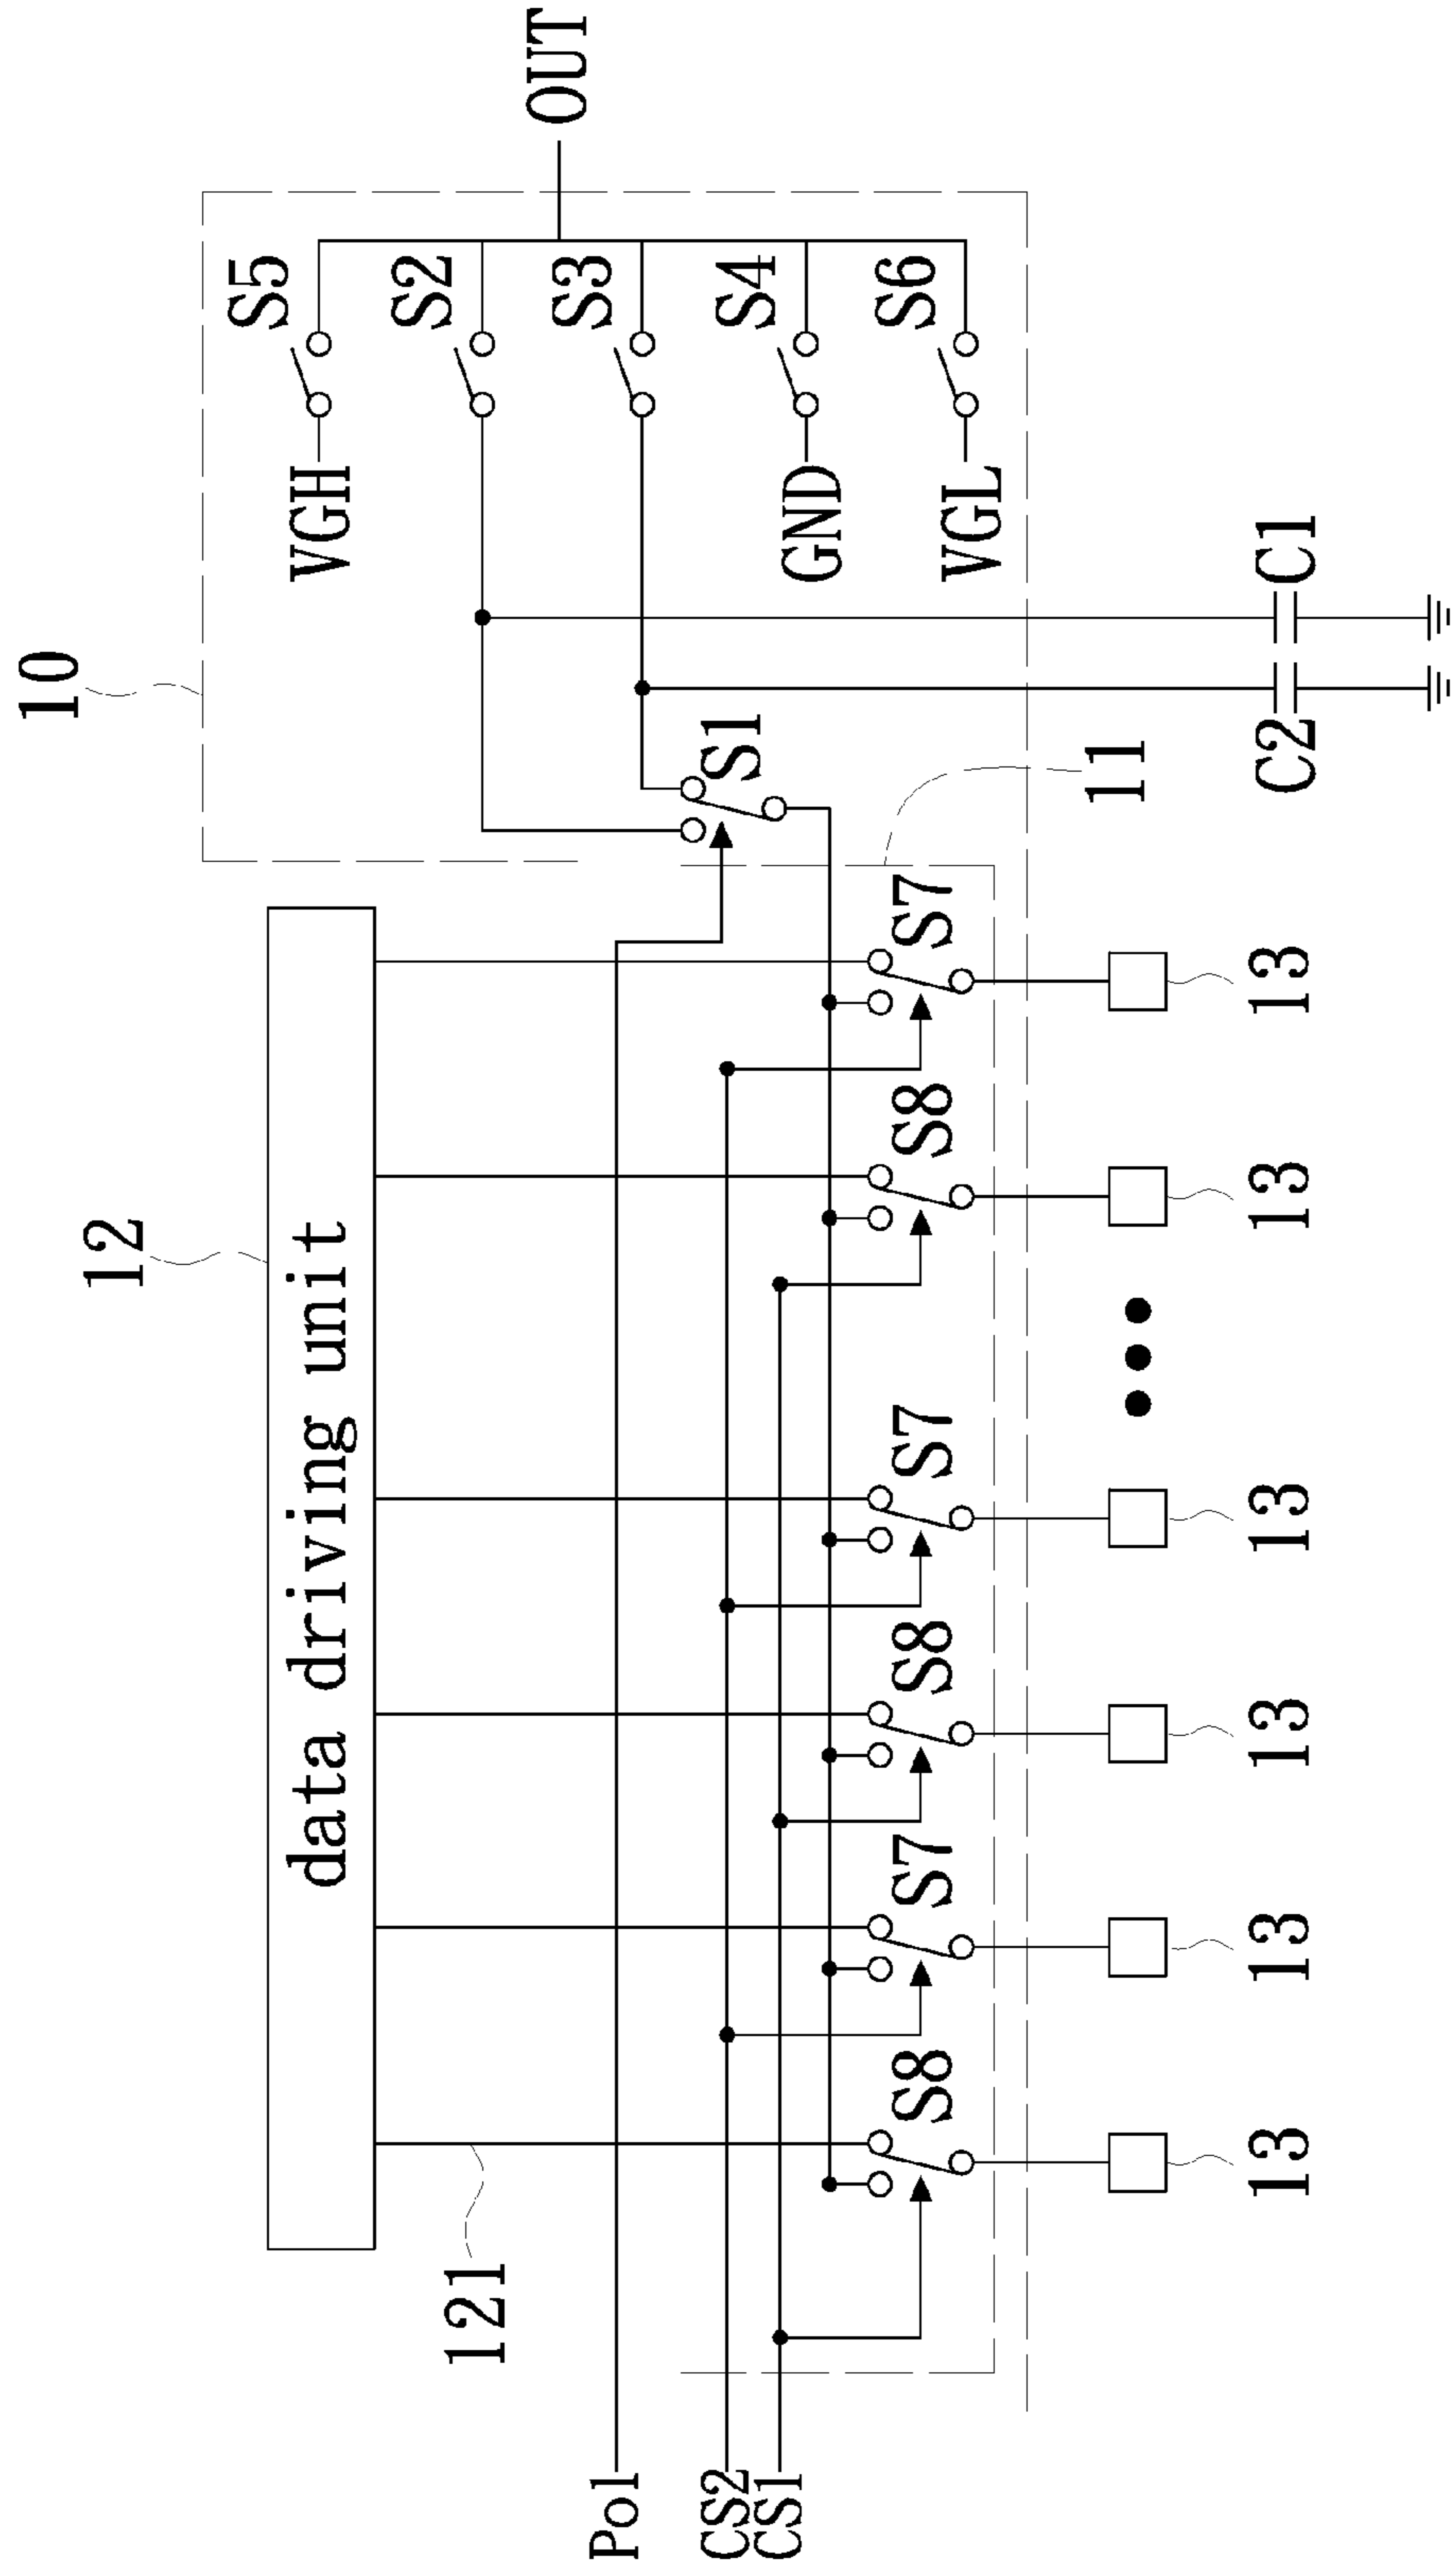 10
12
S5
data driving unit
VGH
S2
121
OUT
S3
Pol
CS2
S1
S4
CS1
GND
S6
S8
S7
S8
S7
S8
S7
VGL
11
13
13
13
13
13
13
C2
C1